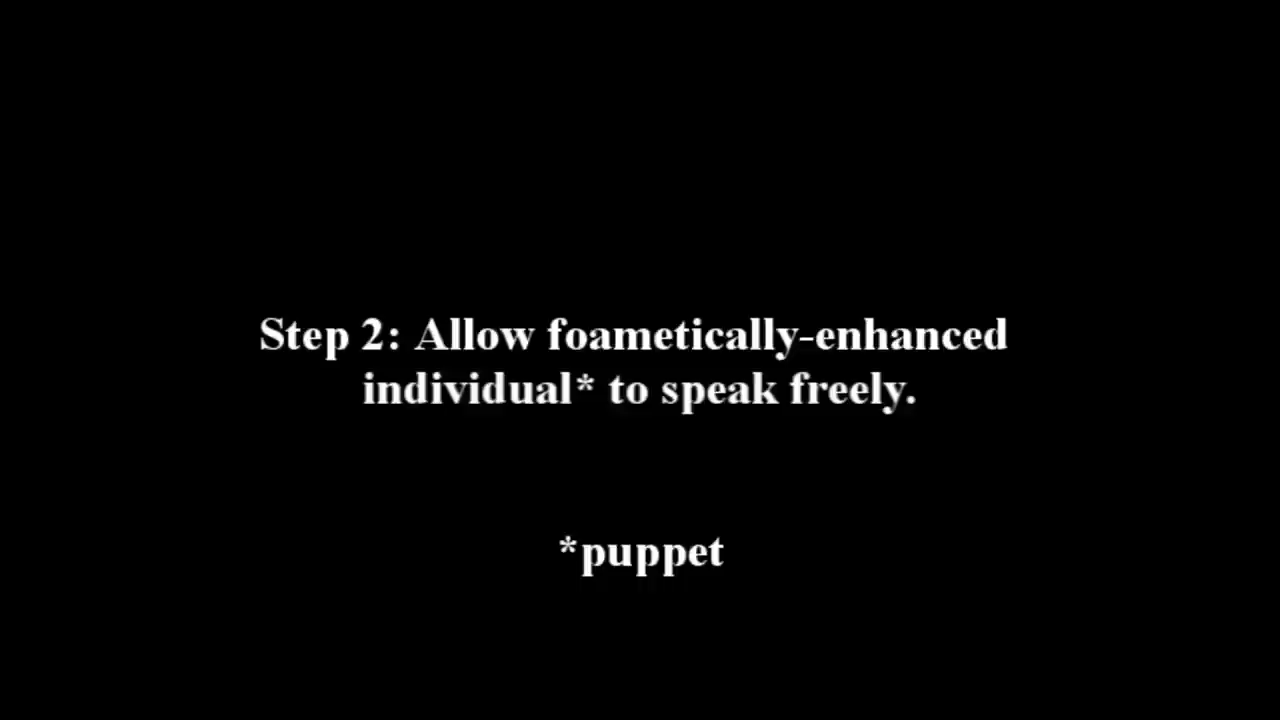 Step 2: Allow foametically-enhanced
individual* to speak freely.
*puppet